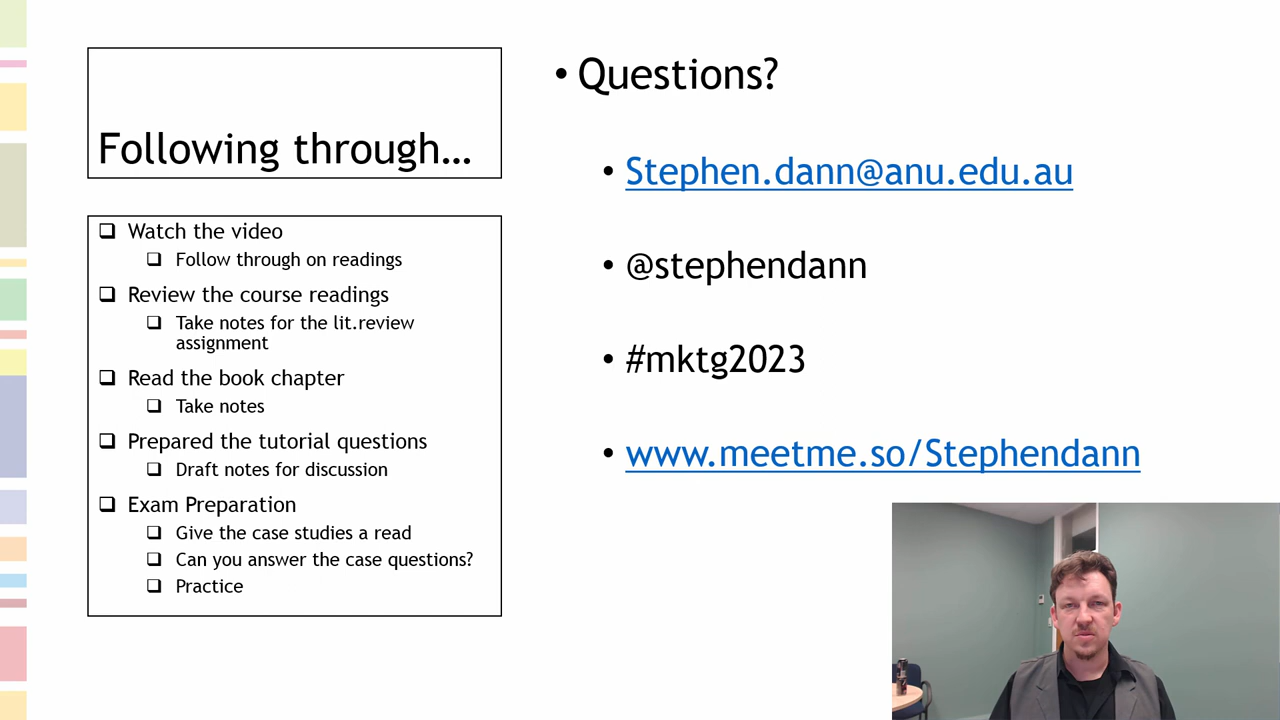 Following through…
❑ Watch the video
❑ Follow through on readings
❑ Review the course readings
❑ Take notes for the lit.review
assignment
❑ Read the book chapter
❑ Take notes
❑ Prepared the tutorial questions
❑ Draft notes for discussion
❑ Exam Preparation
❑ Give the case studies a read
❑ Can you answer the case questions?
❑ Practice
• Questions?
• Stephen.dann@anu.edu.au
• @stephendann
• #mktg2023
• www.meetme.so/Stephendann